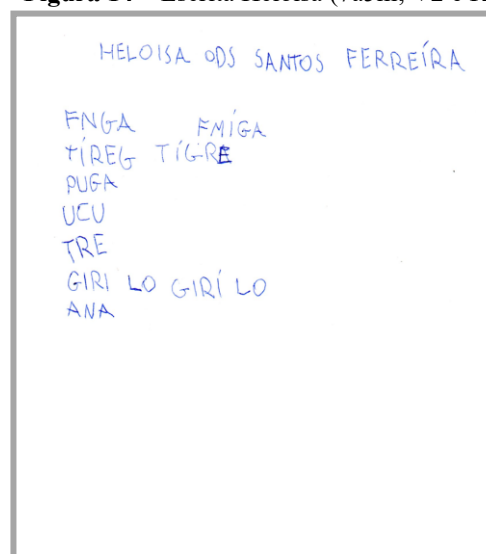 HELOISA ODS SANTOS FERREÍRA
FNGA FMÍGA
TÍREG TÍGRE
PUGA
UCU
TRE
GIRI LO GIRÍ LO
ANA